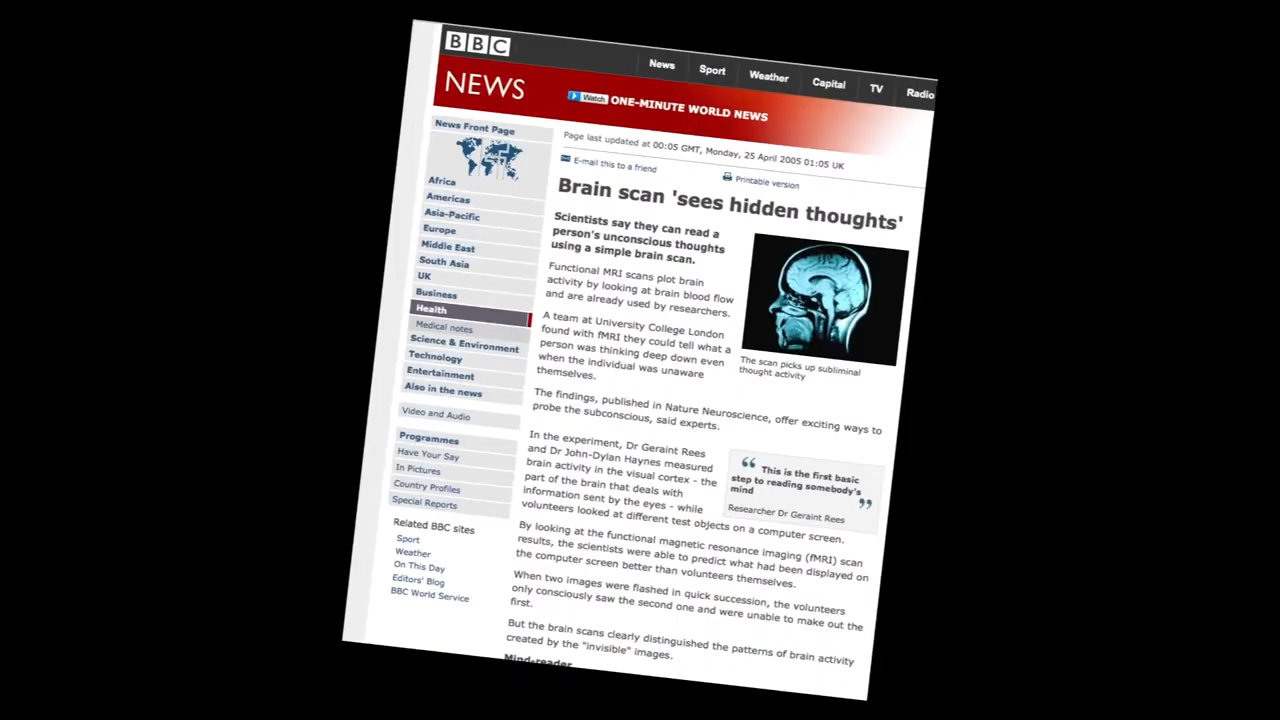 BBC
News Sport Weather Capital TV Radio
NEWS
Watch ONE-MINUTE WORLD NEWS
News Front Page
Africa
Americas
Asia-Pacific
Europe
Middle East
South Asia
UK
Business
Health
Medical notes
Science & Environment
Technology
Entertainment
Also in the news
Video and Audio
Programmes
Have Your Say
In Pictures
Country Profiles
Special Reports
Related BBC sites
Sport
Weather
On This Day
Editors' Blog
BBC World Service
Page last updated at 00:05 GMT, Monday, 25 April 2005 01:05 UK
E-mail this to a friend
Printable version
Brain scan 'sees hidden thoughts'
Scientists say they can read a
person's unconscious thoughts
using a simple brain scan.
Functional MRI scans plot brain
activity by looking at brain blood flow
and are already used by researchers.
A team at University College London
found with fMRI they could tell what a
person was thinking deep down even
when the individual was unaware
themselves.
The scan picks up subliminal
thought activity
The findings, published in Nature Neuroscience, offer exciting ways to
probe the subconscious, said experts.
In the experiment, Dr Geraint Rees
and Dr John-Dylan Haynes measured
brain activity in the visual cortex - the
part of the brain that deals with
information sent by the eyes - while
volunteers looked at different test objects on a computer screen.
“ This is the first basic
step to reading somebody's
mind ”
Researcher Dr Geraint Rees
By looking at the functional magnetic resonance imaging (fMRI) scan
results, the scientists were able to predict what had been displayed on
the computer screen better than volunteers themselves.
When two images were flashed in quick succession, the volunteers
only consciously saw the second one and were unable to make out the
first.
But the brain scans clearly distinguished the patterns of brain activity
created by the "invisible" images.
Mind-reader